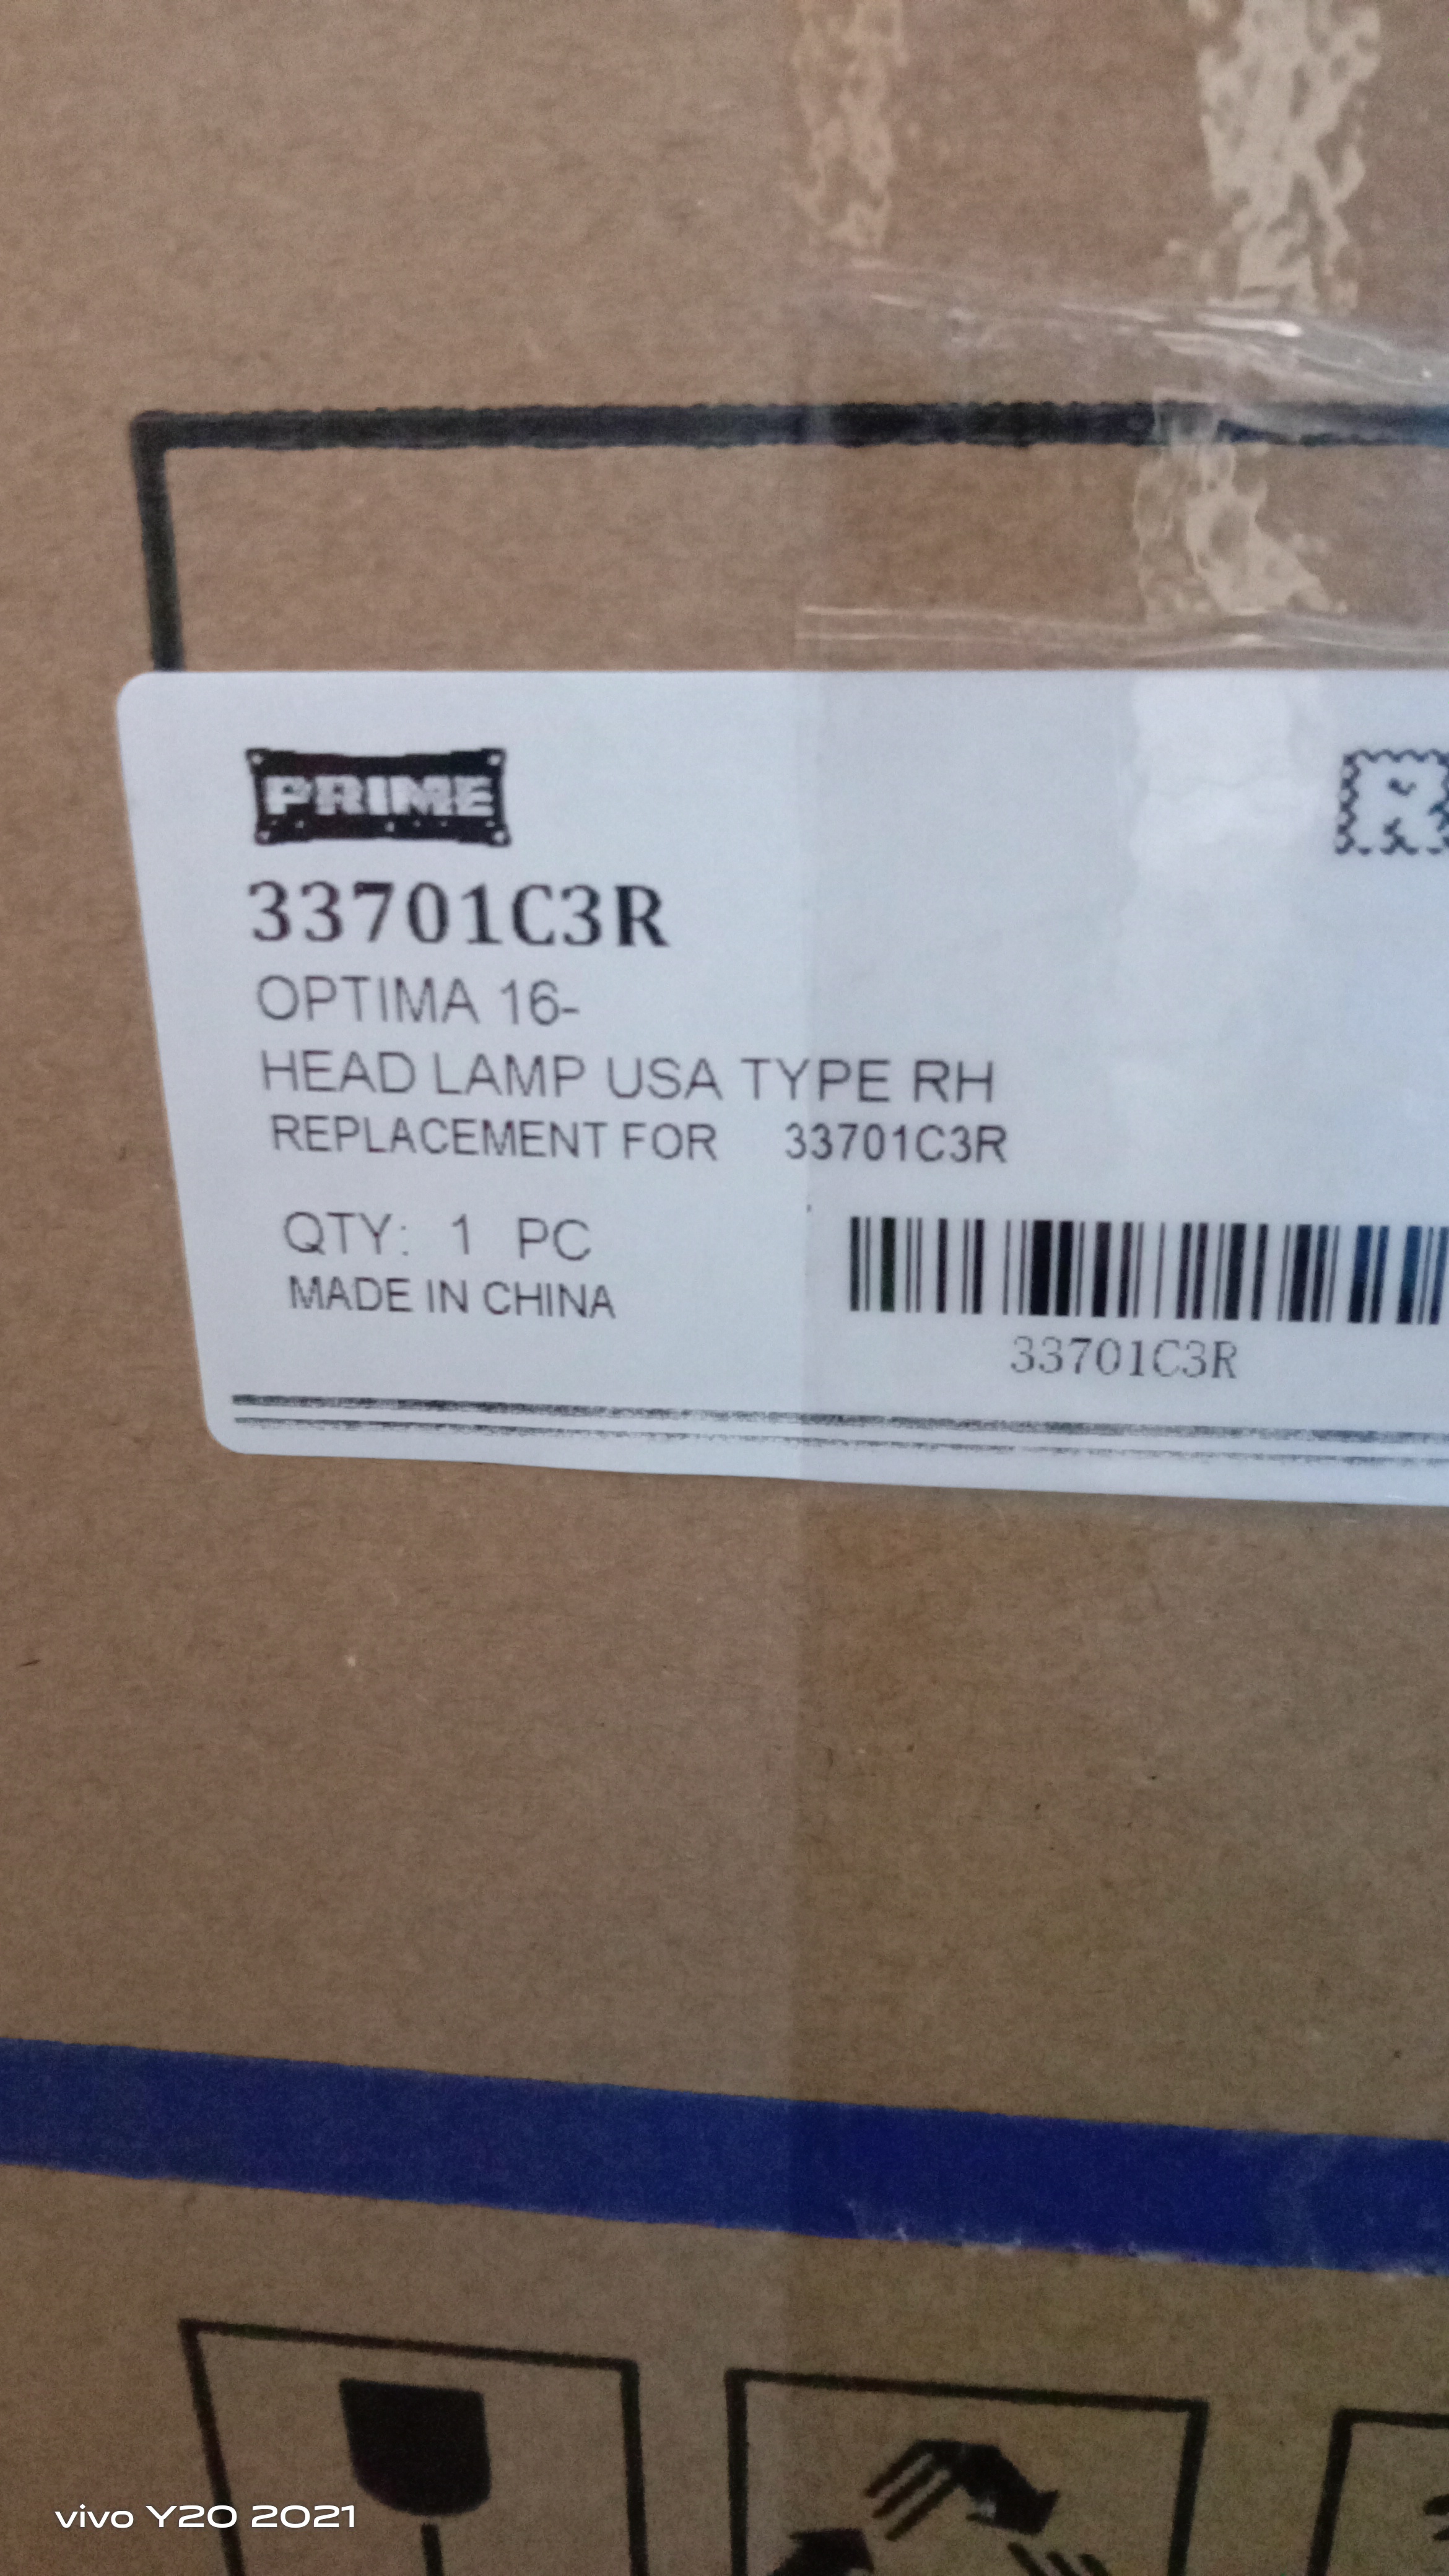 PRIME
33701C3R
OPTIMA 16-
HEAD LAMP USA TYPE RH
REPLACEMENT FOR 33701C3R
QTY: 1 PC
MADE IN CHINA
33701C3R
vivo Y20 2021